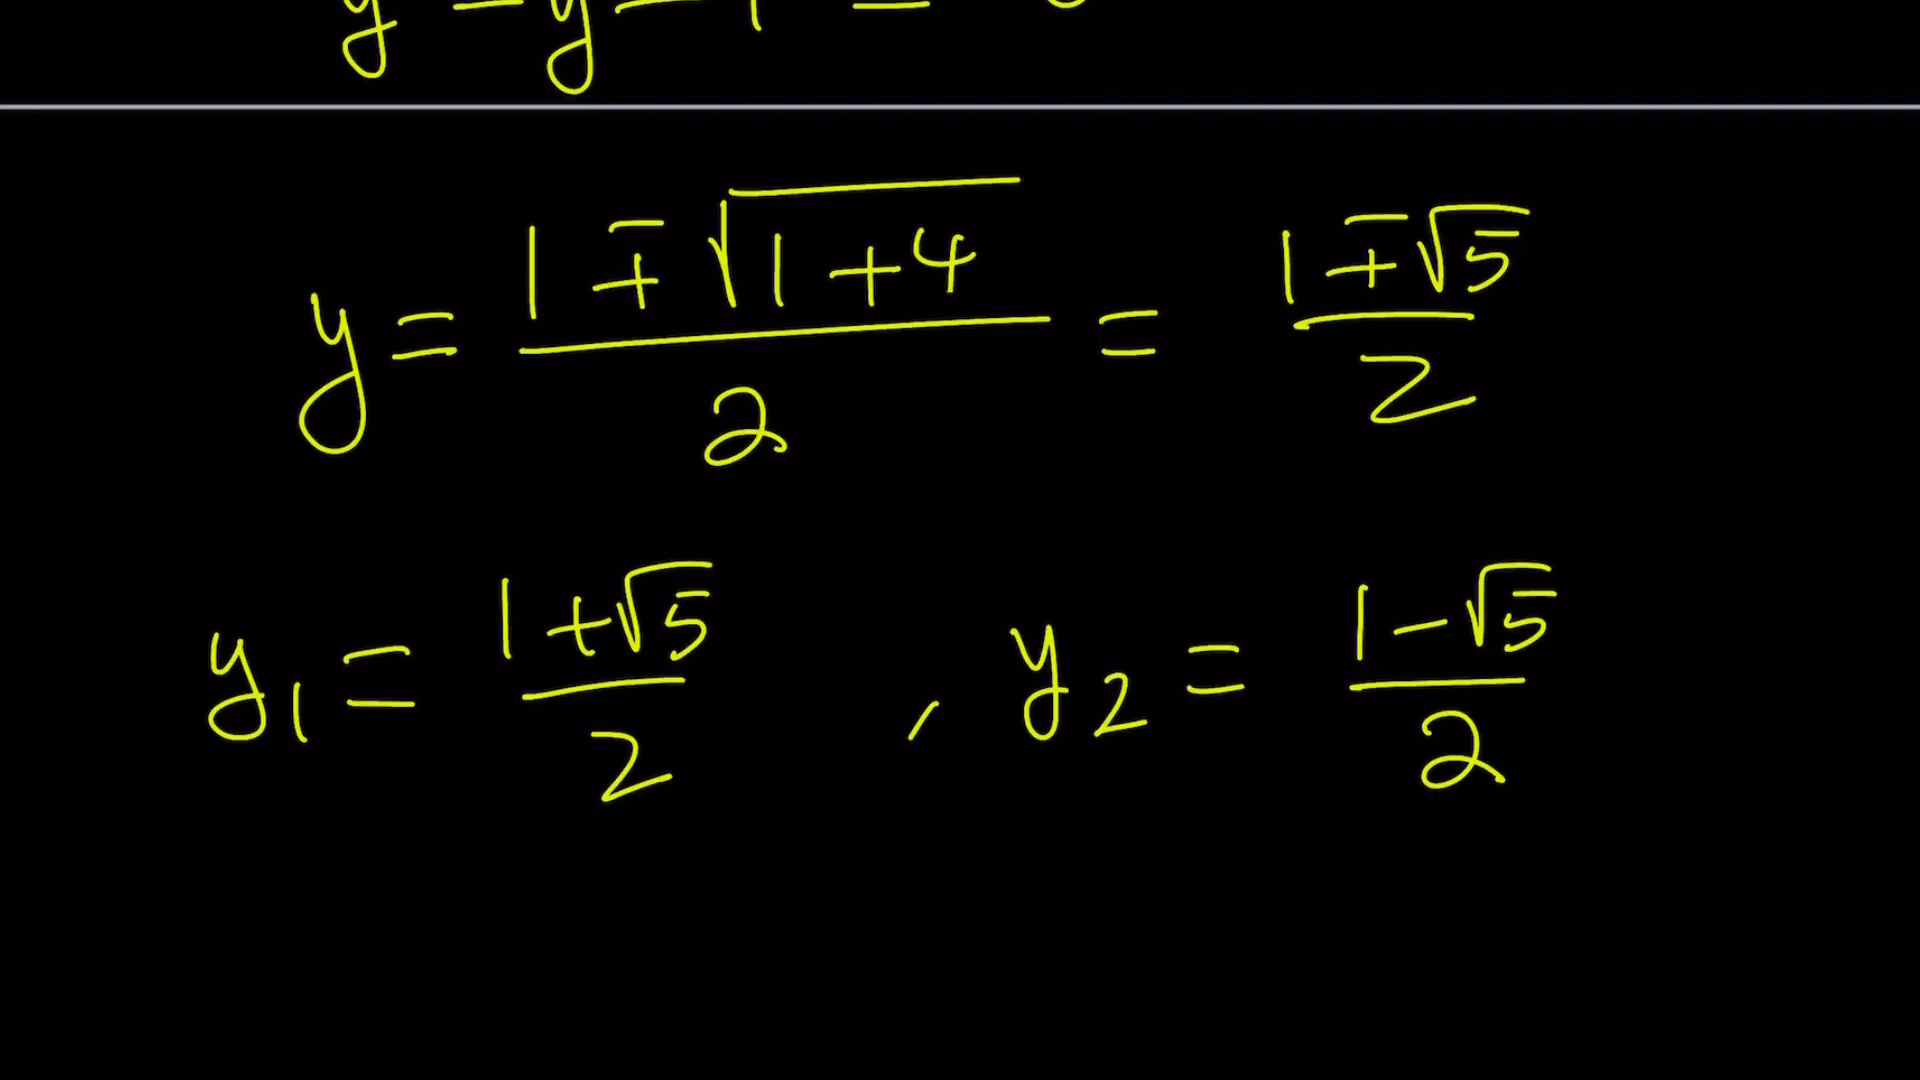 y = (1 ∓ √(1+4))/2 = (1 ∓ √5)/2
y₁ = (1+√5)/2 , y₂ = (1-√5)/2